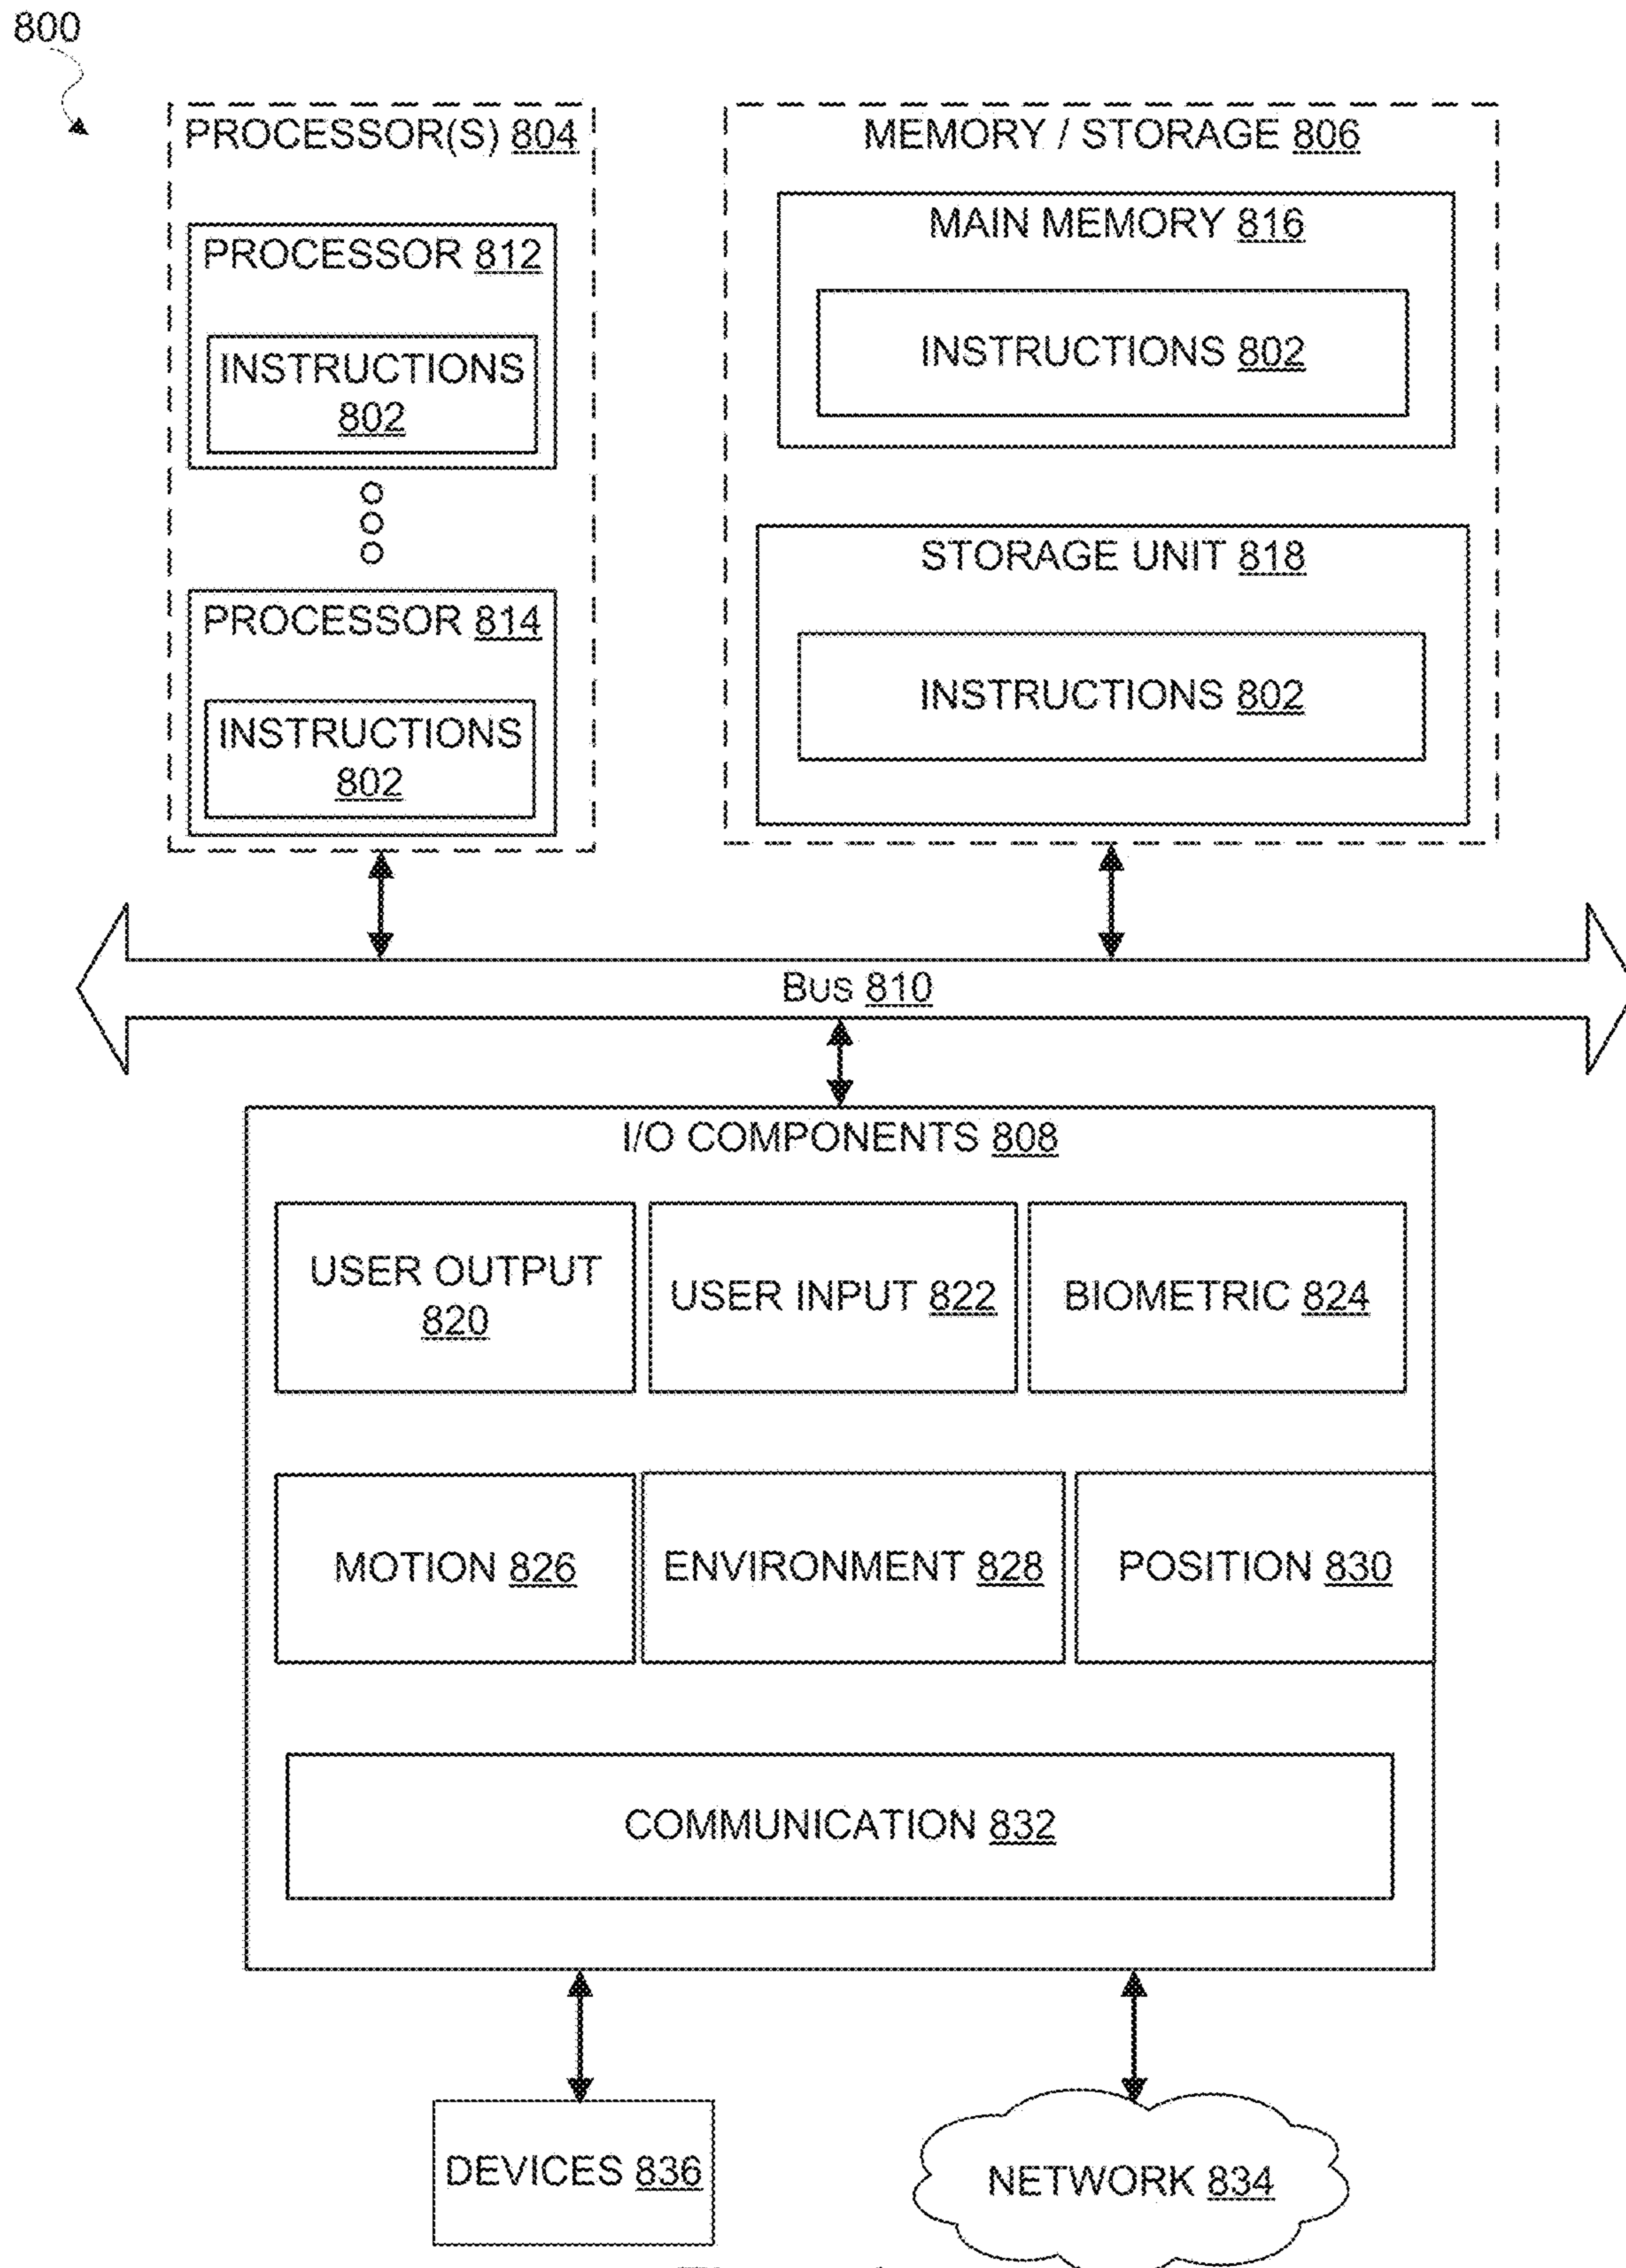 800
PROCESSOR(S) 804
MEMORY / STORAGE 806
PROCESSOR 812
INSTRUCTIONS
802
MAIN MEMORY 816
INSTRUCTIONS 802
PROCESSOR 814
INSTRUCTIONS
802
STORAGE UNIT 818
INSTRUCTIONS 802
BUS 810
I/O COMPONENTS 808
USER OUTPUT
820
USER INPUT 822
BIOMETRIC 824
MOTION 826
ENVIRONMENT 828
POSITION 830
COMMUNICATION 832
DEVICES 836
NETWORK 834